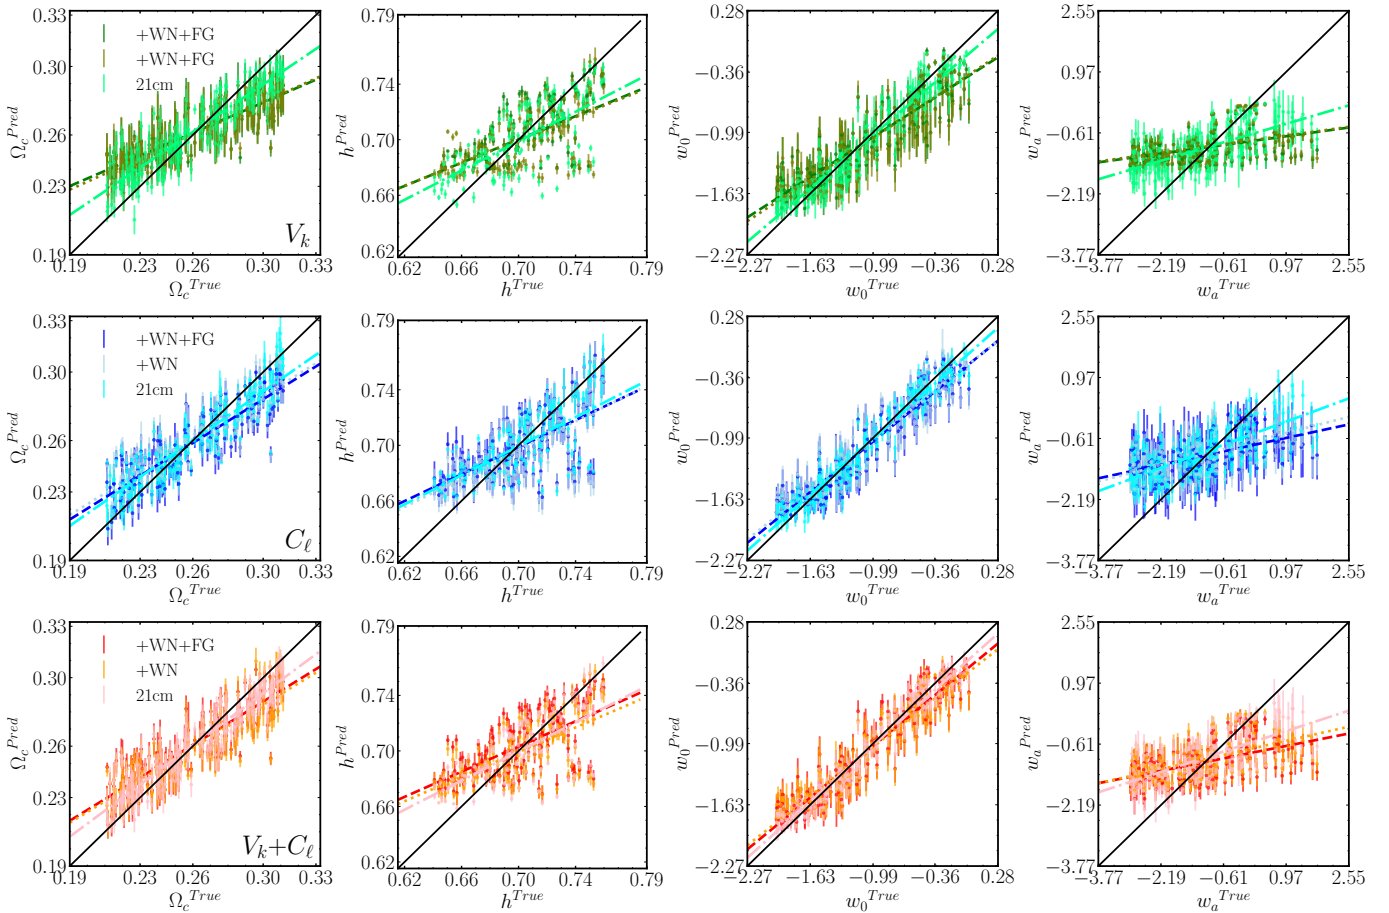 0.33
0.30
0.26
0.23
0.19
Ω_c^Pred
+WN+FG
+WN+FG
21cm
V_k
0.19 0.23 0.26 0.30 0.33
Ω_c^True
0.79
0.74
0.70
0.66
0.62
h^Pred
0.62 0.66 0.70 0.74 0.79
h^True
0.28
−0.36
−0.99
−1.63
−2.27
w_0^Pred
−2.27 −1.63 −0.99 −0.36 0.28
w_0^True
2.55
0.97
−0.61
−2.19
−3.77
w_a^Pred
−3.77 −2.19 −0.61 0.97 2.55
w_a^True
0.33
0.30
0.26
0.23
0.19
Ω_c^Pred
+WN+FG
+WN
21cm
C_ℓ
0.19 0.23 0.26 0.30 0.33
Ω_c^True
0.79
0.74
0.70
0.66
0.62
h^Pred
0.62 0.66 0.70 0.74 0.79
h^True
0.28
−0.36
−0.99
−1.63
−2.27
w_0^Pred
−2.27 −1.63 −0.99 −0.36 0.28
w_0^True
2.55
0.97
−0.61
−2.19
−3.77
w_a^Pred
−3.77 −2.19 −0.61 0.97 2.55
w_a^True
0.33
0.30
0.26
0.23
0.19
Ω_c^Pred
+WN+FG
+WN
21cm
V_k+C_ℓ
0.19 0.23 0.26 0.30 0.33
Ω_c^True
0.79
0.74
0.70
0.66
0.62
h^Pred
0.62 0.66 0.70 0.74 0.79
h^True
0.28
−0.36
−0.99
−1.63
−2.27
w_0^Pred
−2.27 −1.63 −0.99 −0.36 0.28
w_0^True
2.55
0.97
−0.61
−2.19
−3.77
w_a^Pred
−3.77 −2.19 −0.61 0.97 2.55
w_a^True